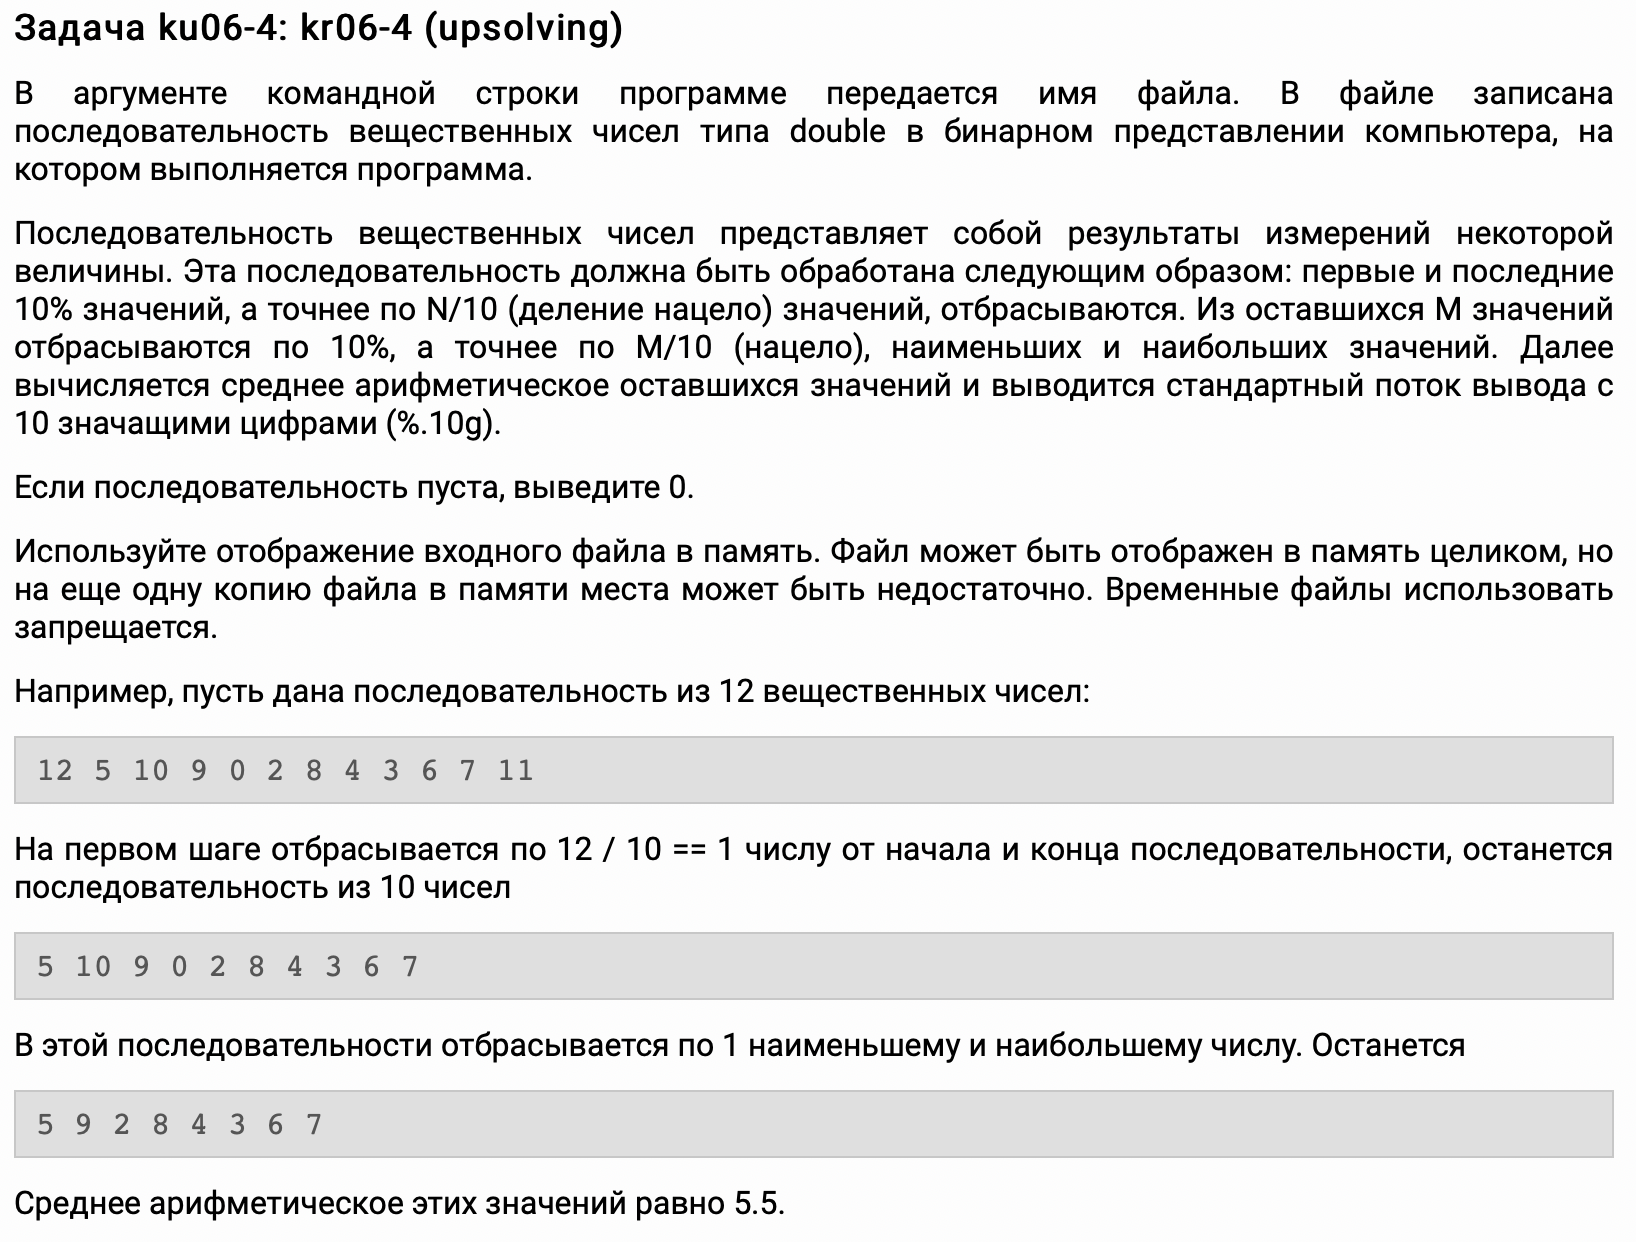 Задача ku06-4: kr06-4 (upsolving)
В аргументе командной строки программе передается имя файла. В файле записана
последовательность вещественных чисел типа double в бинарном представлении компьютера, на
котором выполняется программа.
Последовательность вещественных чисел представляет собой результаты измерений некоторой
величины. Эта последовательность должна быть обработана следующим образом: первые и последние
10% значений, а точнее по N/10 (деление нацело) значений, отбрасываются. Из оставшихся M значений
отбрасываются по 10%, а точнее по M/10 (нацело), наименьших и наибольших значений. Далее
вычисляется среднее арифметическое оставшихся значений и выводится стандартный поток вывода с
10 значащими цифрами (%.10g).
Если последовательность пуста, выведите 0.
Используйте отображение входного файла в память. Файл может быть отображен в память целиком, но
на еще одну копию файла в памяти места может быть недостаточно. Временные файлы использовать
запрещается.
Например, пусть дана последовательность из 12 вещественных чисел:
12 5 10 9 0 2 8 4 3 6 7 11
На первом шаге отбрасывается по 12 / 10 == 1 числу от начала и конца последовательности, останется
последовательность из 10 чисел
5 10 9 0 2 8 4 3 6 7
В этой последовательности отбрасывается по 1 наименьшему и наибольшему числу. Останется
5 9 2 8 4 3 6 7
Среднее арифметическое этих значений равно 5.5.